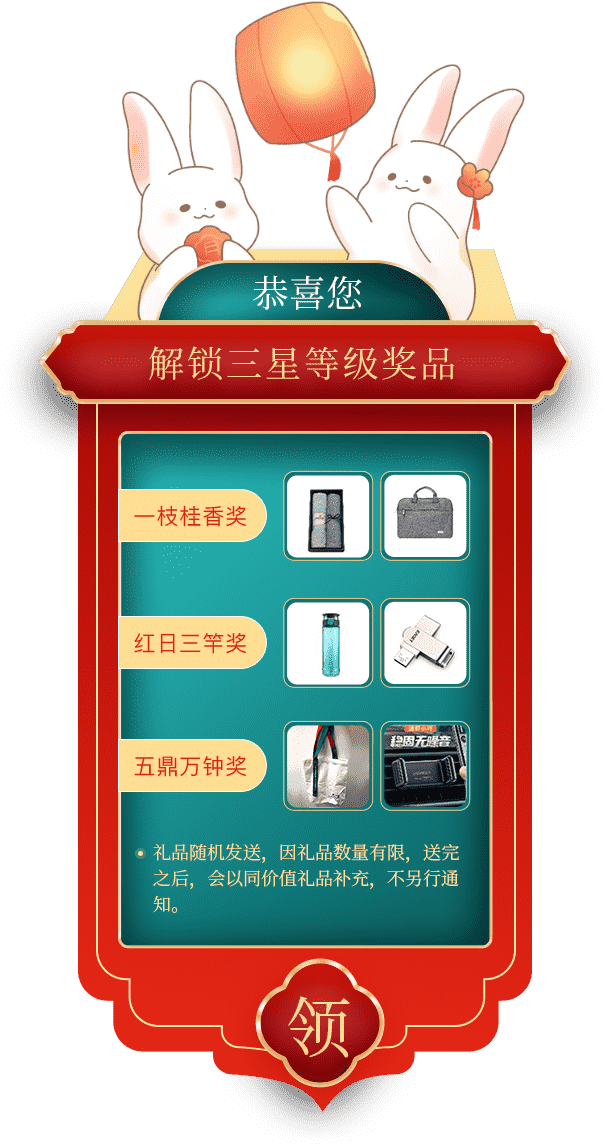 恭喜您
解锁三星等级奖品
一枝桂香奖
红日三竿奖
五鼎万钟奖
稳固无噪音
礼品随机发送，因礼品数量有限，送完
之后，会以同价值礼品补充，不另行通
知。
领